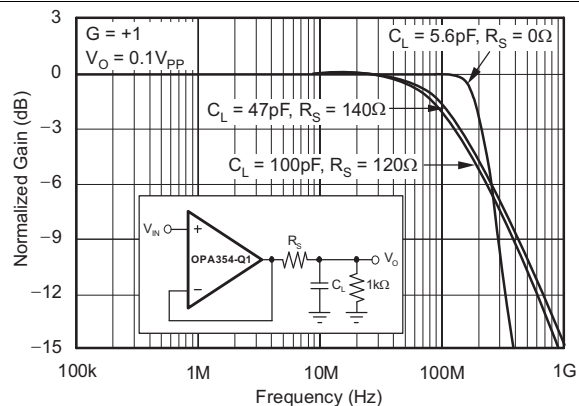 G = +1
V_O = 0.1V_PP
C_L = 5.6pF, R_S = 0Ω
C_L = 47pF, R_S = 140Ω
C_L = 100pF, R_S = 120Ω
Normalized Gain (dB)
3
0
−3
−6
−9
−12
−15
V_IN
+
−
OPA354-Q1
R_S
V_O
C_L
1kΩ
100k
1M
10M
100M
1G
Frequency (Hz)